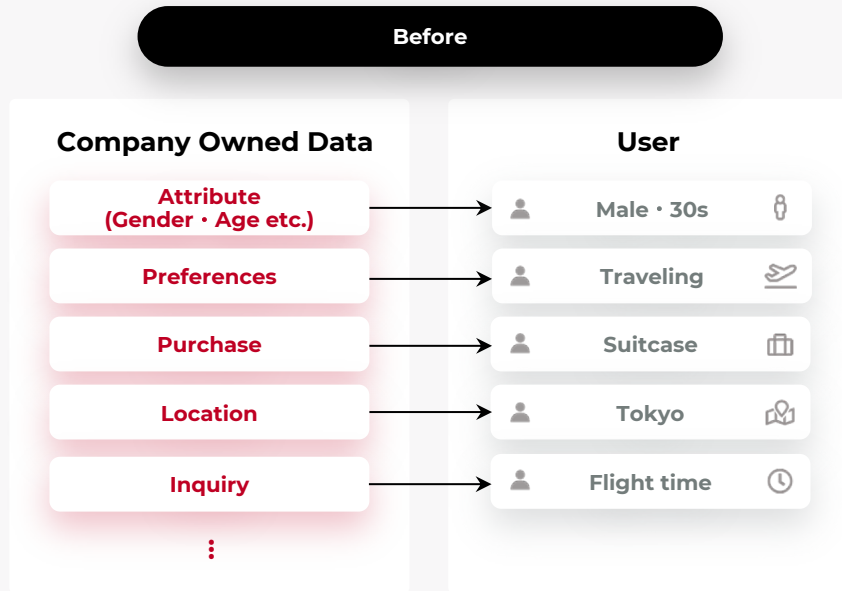 Before
Company Owned Data
User
Attribute
(Gender・Age etc.)
Male・30s
Preferences
Traveling
Purchase
Suitcase
Location
Tokyo
Inquiry
Flight time